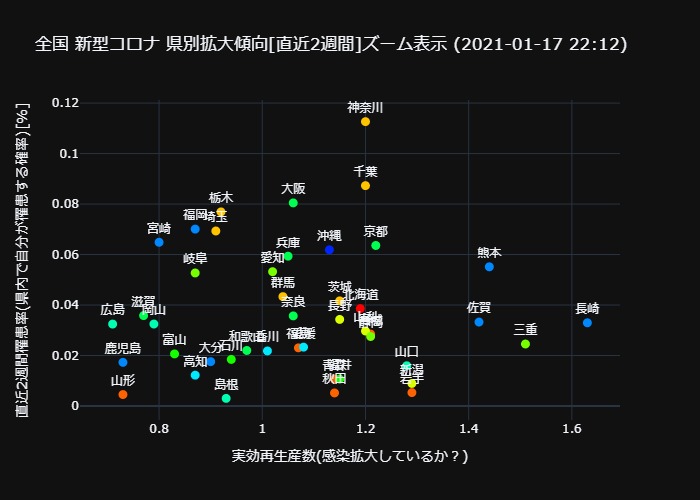 全国 新型コロナ 県別拡大傾向[直近2週間]ズーム表示 (2021-01-17 22:12)
直近2週間罹患率(県内で自分が罹患する確率)[%]
0.12
0.1
0.08
0.06
0.04
0.02
0
神奈川
千葉
大阪
栃木
福岡
埼玉
宮崎
沖縄
京都
兵庫
熊本
愛知
岐阜
群馬
茨城
北海道
滋賀
広島
岡山
奈良
長野
佐賀
長崎
三重
富山
和歌山
香川
石川
大分
鹿児島
高知
山口
新潟
岩手
秋田
山形
島根
0.8
1
1.2
1.4
1.6
実効再生産数(感染拡大しているか？)